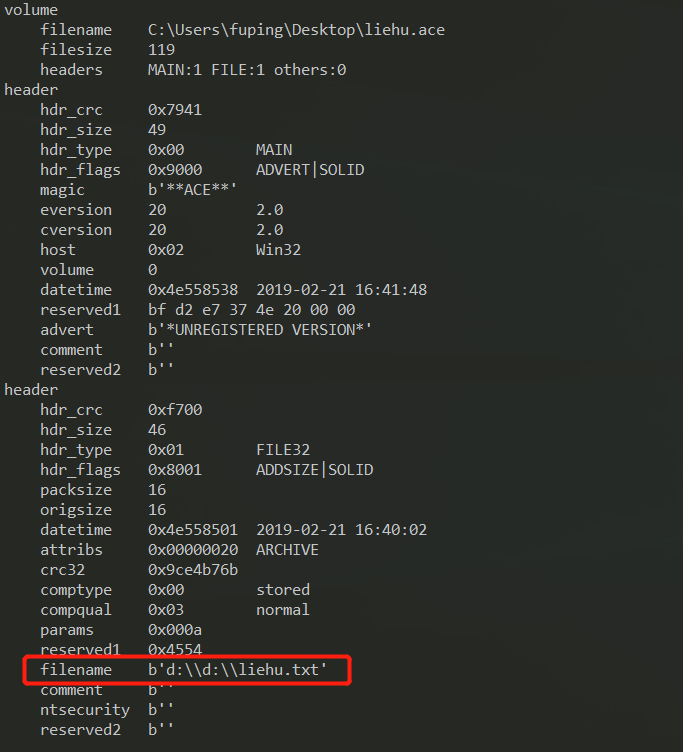 volume
    filename    C:\Users\fuping\Desktop\liehu.ace
    filesize    119
    headers     MAIN:1 FILE:1 others:0
header
    hdr_crc     0x7941
    hdr_size    49
    hdr_type    0x00        MAIN
    hdr_flags   0x9000      ADVERT|SOLID
    magic       b'**ACE**'
    eversion    20          2.0
    cversion    20          2.0
    host        0x02        Win32
    volume      0
    datetime    0x4e558538  2019-02-21 16:41:48
    reserved1   bf d2 e7 37 4e 20 00 00
    advert      b'*UNREGISTERED VERSION*'
    comment     b''
    reserved2   b''
header
    hdr_crc     0xf700
    hdr_size    46
    hdr_type    0x01        FILE32
    hdr_flags   0x8001      ADDSIZE|SOLID
    packsize    16
    origsize    16
    datetime    0x4e558501  2019-02-21 16:40:02
    attribs     0x00000020  ARCHIVE
    crc32       0x9ce4b76b
    comptype    0x00        stored
    compqual    0x03        normal
    params      0x000a
    reserved1   0x4554
    filename    b'd:\\d:\\liehu.txt'
    comment     b''
    ntsecurity  b''
    reserved2   b''